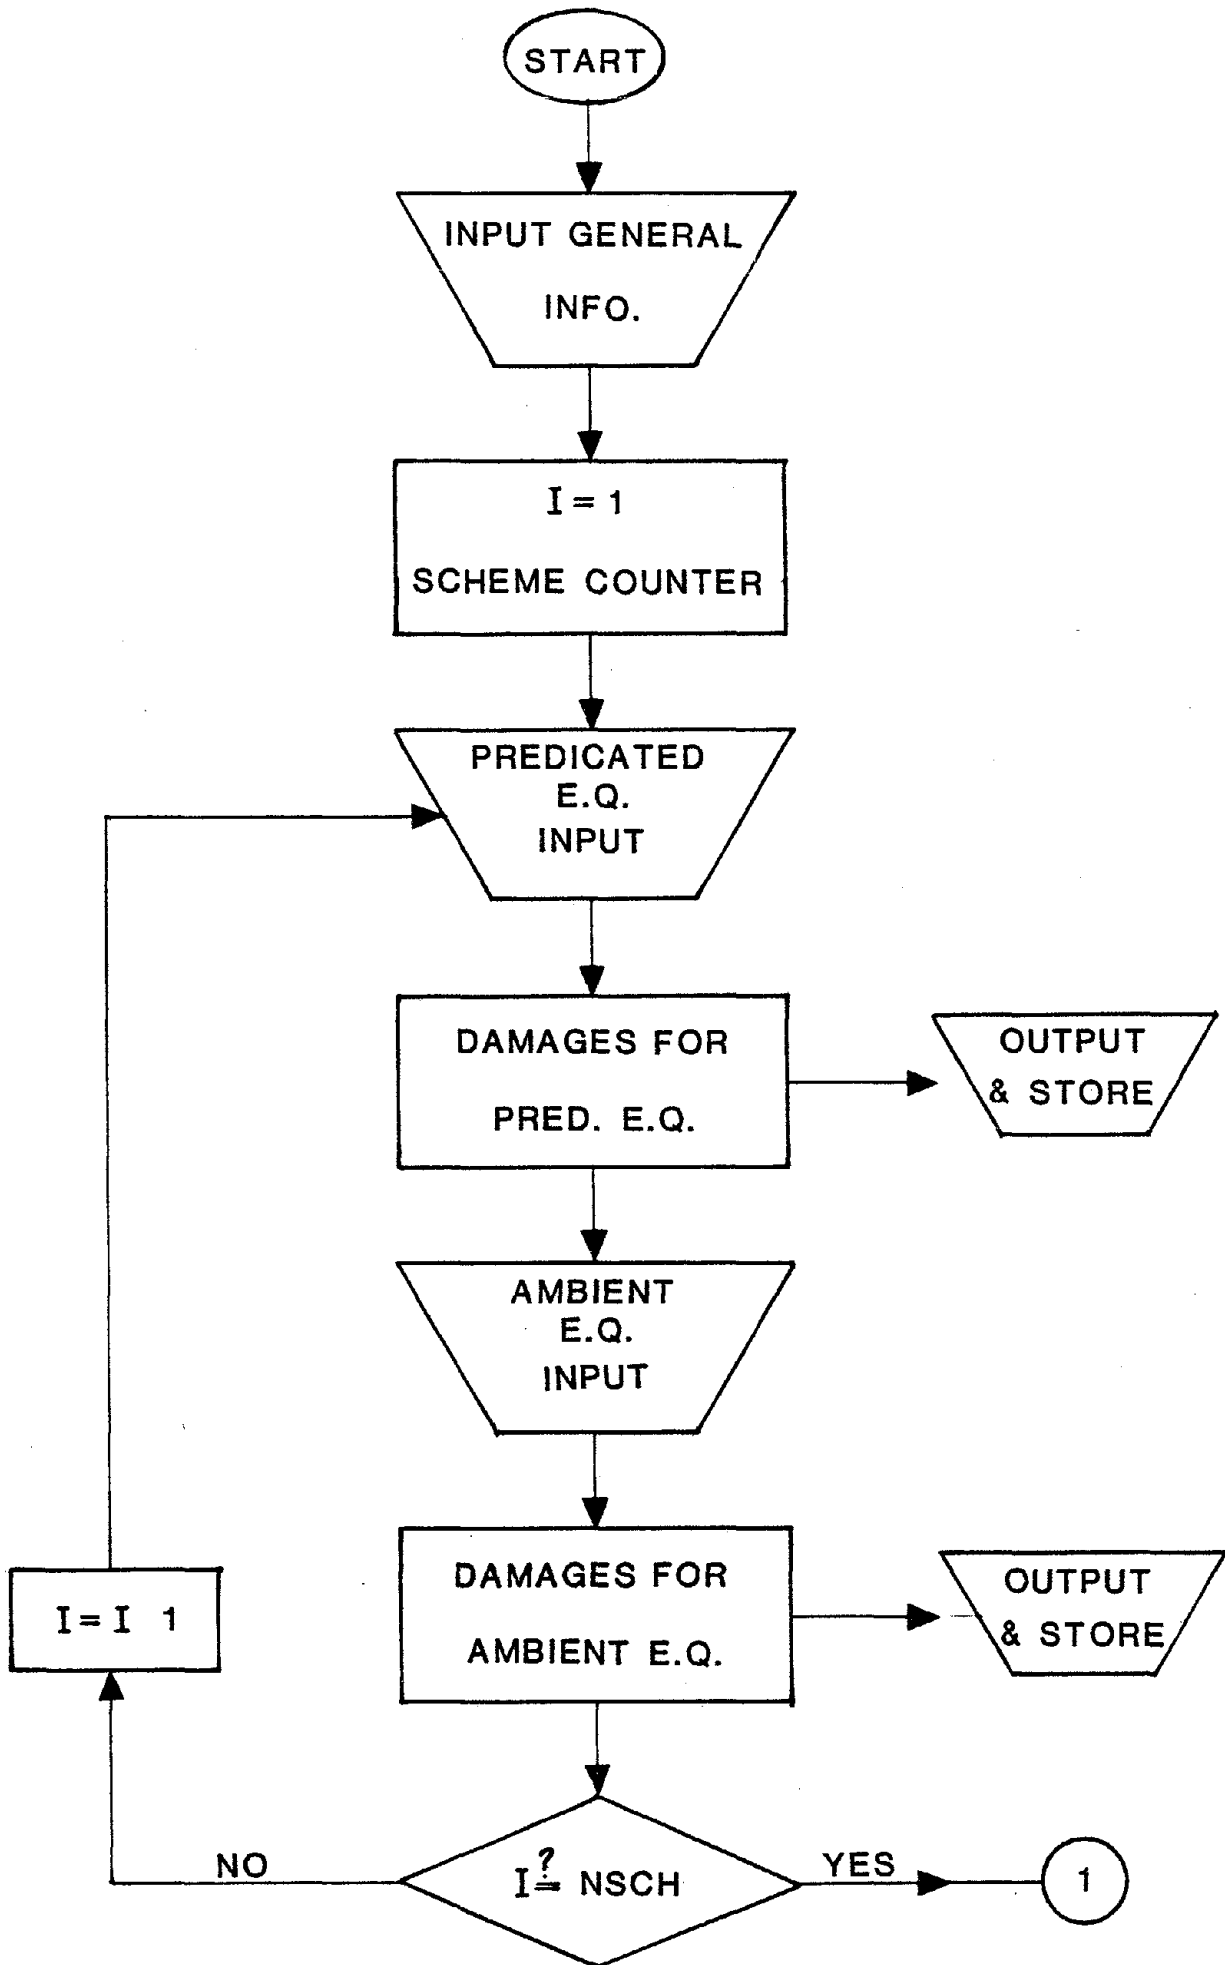 START
INPUT GENERAL
INFO.
I = 1
SCHEME COUNTER
PREDICATED
E.Q.
INPUT
DAMAGES FOR
PRED. E.Q.
OUTPUT
& STORE
AMBIENT
E.Q.
INPUT
DAMAGES FOR
AMBIENT E.Q.
OUTPUT
& STORE
I = I 1
NO
I ≟ NSCH
YES
1